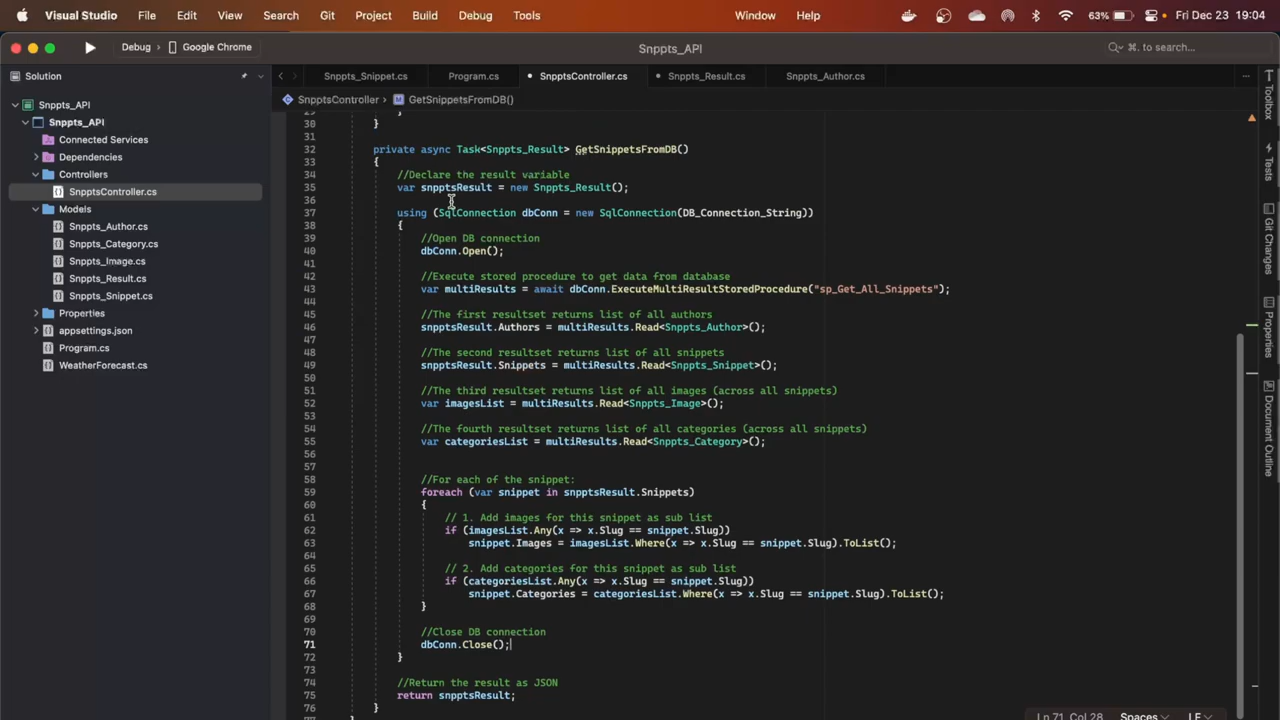 Visual Studio File Edit View Search Git Project Build Debug Tools Window Help 63% Fri Dec 23 19:04
Debug > Google Chrome Snppts_API ⌘. to search...
Solution
Snppts_Snippet.cs Program.cs SnpptsController.cs Snppts_Result.cs Snppts_Author.cs
SnpptsController > GetSnippetsFromDB()
Snppts_API
Snppts_API
Connected Services
Dependencies
Controllers
SnpptsController.cs
Models
Snppts_Author.cs
Snppts_Category.cs
Snppts_Image.cs
Snppts_Result.cs
Snppts_Snippet.cs
Properties
appsettings.json
Program.cs
WeatherForecast.cs
29 }
30 }
31
32 private async Task<Snppts_Result> GetSnippetsFromDB()
33 {
34 //Declare the result variable
35 var snpptsResult = new Snppts_Result();
36
37 using (SqlConnection dbConn = new SqlConnection(DB_Connection_String))
38 {
39 //Open DB connection
40 dbConn.Open();
41
42 //Execute stored procedure to get data from database
43 var multiResults = await dbConn.ExecuteMultiResultStoredProcedure("sp_Get_All_Snippets");
44
45 //The first resultset returns list of all authors
46 snpptsResult.Authors = multiResults.Read<Snppts_Author>();
47
48 //The second resultset returns list of all snippets
49 snpptsResult.Snippets = multiResults.Read<Snppts_Snippet>();
50
51 //The third resultset returns list of all images (across all snippets)
52 var imagesList = multiResults.Read<Snppts_Image>();
53
54 //The fourth resultset returns list of all categories (across all snippets)
55 var categoriesList = multiResults.Read<Snppts_Category>();
56
57
58 //For each of the snippet:
59 foreach (var snippet in snpptsResult.Snippets)
60 {
61 // 1. Add images for this snippet as sub list
62 if (imagesList.Any(x => x.Slug == snippet.Slug))
63 snippet.Images = imagesList.Where(x => x.Slug == snippet.Slug).ToList();
64
65 // 2. Add categories for this snippet as sub list
66 if (categoriesList.Any(x => x.Slug == snippet.Slug))
67 snippet.Categories = categoriesList.Where(x => x.Slug == snippet.Slug).ToList();
68 }
69
70 //Close DB connection
71 dbConn.Close();
72 }
73
74 //Return the result as JSON
75 return snpptsResult;
76 }
Toolbox
Tests
Git Changes
Properties
Document Outline
Ln 71, Col 28 Spaces LF